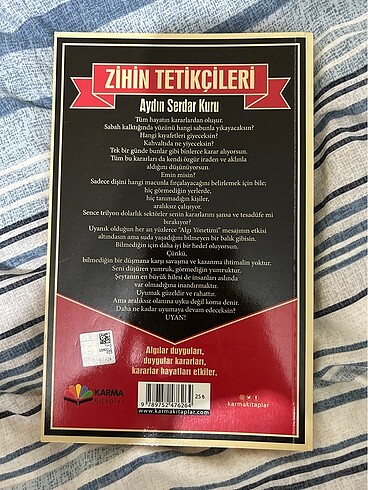 ZİHİN TETİKÇİLERİ
Aydın Serdar Kuru
Tüm hayatın kararlardan oluşur.
Sabah kalktığında yüzünü hangi sabunla yıkayacaksın?
Hangi kıyafetleri giyeceksin?
Kahvaltıda ne yiyeceksin?
Tek bir günde bunlar gibi binlerce karar alıyorsun.
Tüm bu kararları da kendi özgür iraden ve aklınla
aldığını düşünüyorsun.
Emin misin?
Sadece dişini hangi macunla fırçalayacağını belirlemek için bile;
hiç görmediğin yerlerde,
hiç tanımadığın kişiler,
aralıksız çalışıyor.
Sence trilyon dolarlık sektörler senin kararlarını şansa ve tesadüfe mi
bırakıyor?
Uyanık olduğun her an yüzlerce "Algı Yönetimi" mesajının etkisi
altındasın ama suda yaşadığını bilmeyen bir balık gibisin.
Bilmediğin için daha iyi bir hedef oluyorsun.
Çünkü,
bilmediğin bir düşmana karşı savaşma ve kazanma ihtimalin yoktur.
Seni düşüren yumruk, görmediğin yumruktur.
Şeytanın en büyük hilesi de insanları aslında
var olmadığına inandırmaktır.
Uyumak güzeldir ve rahattır.
Ama aralıksız olanına uyku değil koma denir.
Daha ne kadar uyumaya devam edeceksin?
UYAN!
Algılar duyguları,
duygular kararları,
kararlar hayatları etkiler.
KARMA
Kitaplar
25 ₺
9 789752 476264
www.karmakitaplar.com
karmakitaplar